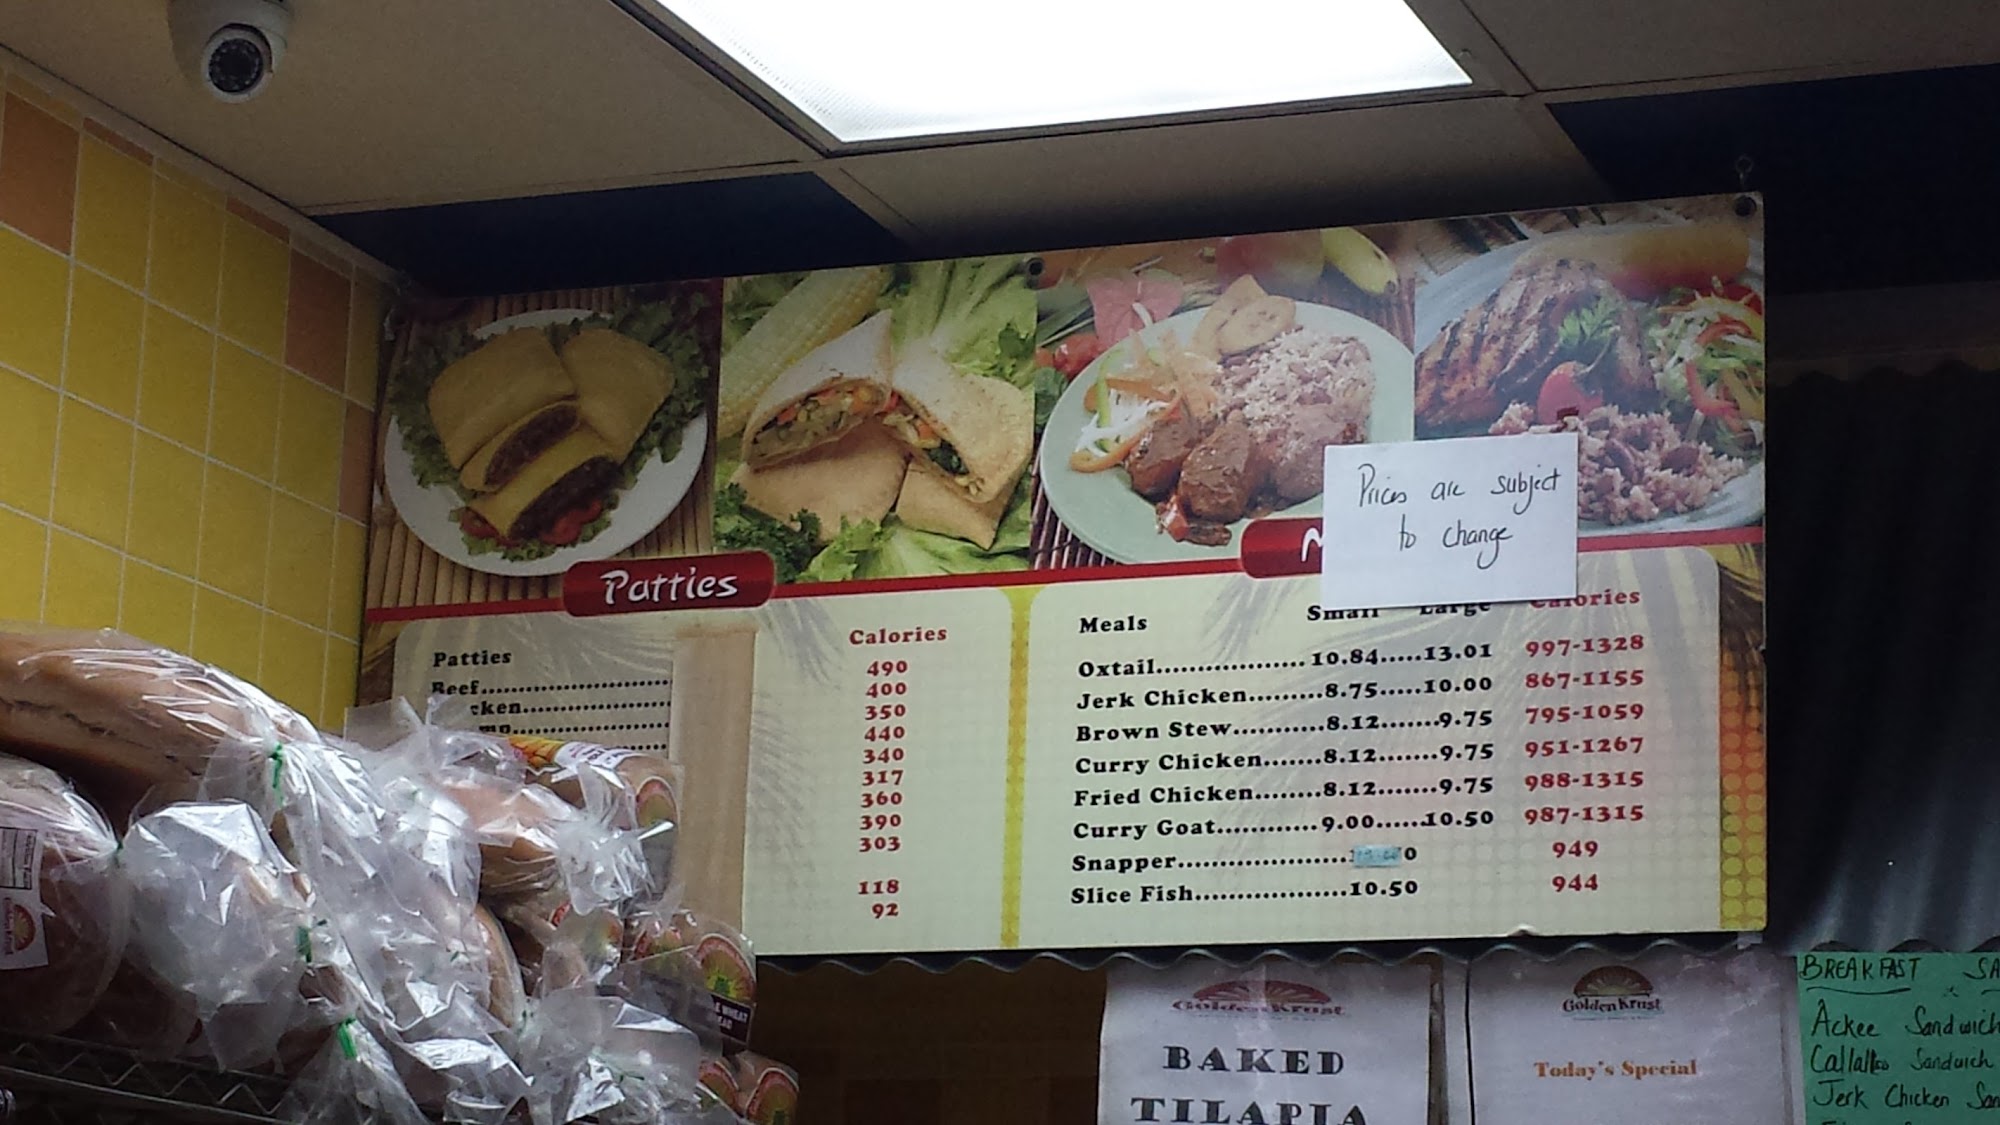 Prices are subject
to change
Patties
Patties
Calories
Beef
490
400
350
440
340
317
360
390
303
118
92
Meals Small Large Calories
Oxtail..................10.84.....13.01 997-1328
Jerk Chicken.........8.75.....10.00 867-1155
Brown Stew...........8.12.......9.75 795-1059
Curry Chicken.......8.12.......9.75 951-1267
Fried Chicken........8.12.......9.75 988-1315
Curry Goat............9.00......10.50 987-1315
Snapper.................... 949
Slice Fish..................10.50 944
Golden Krust
BAKED
TILAPIA
Golden Krust
Today's Special
BREAKFAST
Ackee Sandwich
Callaloo Sandwich
Jerk Chicken